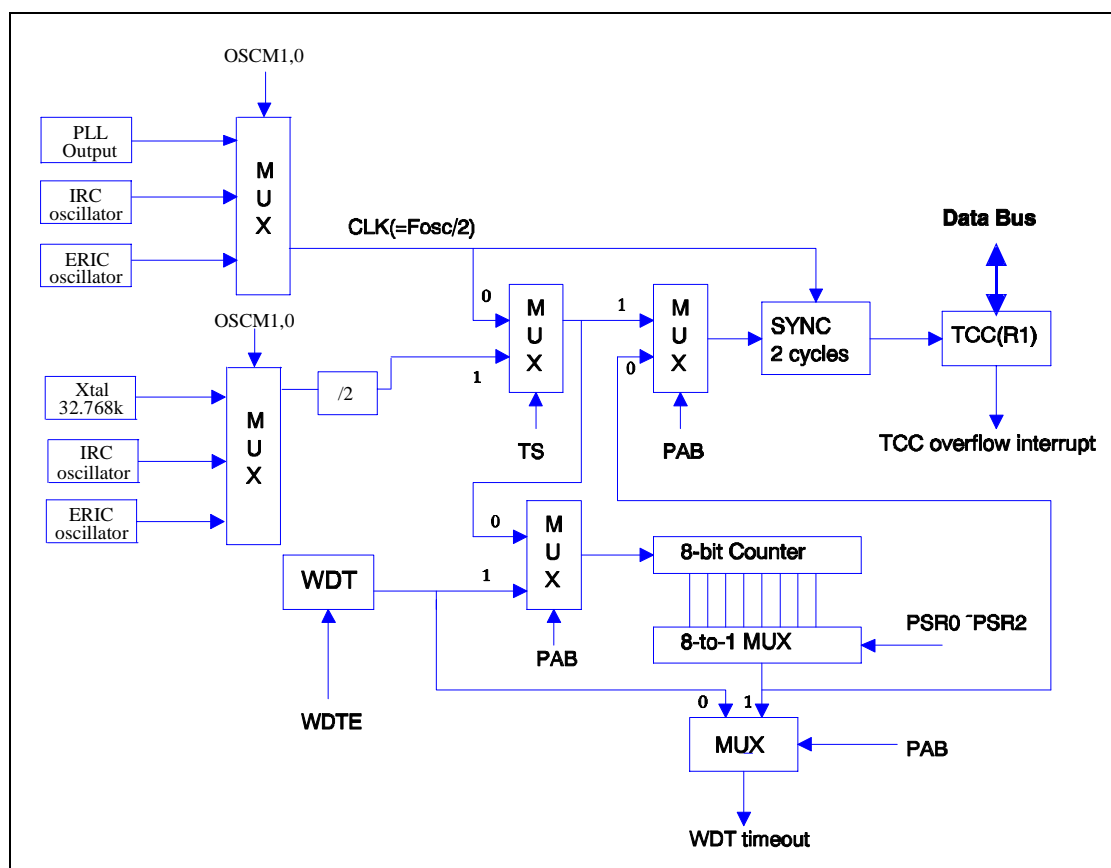 OSCM1,0
PLL
Output
IRC
oscillator
ERIC
oscillator
M
U
X
CLK(=Fosc/2)
OSCM1,0
Xtal
32.768k
IRC
oscillator
ERIC
oscillator
M
U
X
/2
0
1
M
U
X
TS
1
0
M
U
X
PAB
SYNC
2 cycles
Data Bus
TCC(R1)
TCC overflow interrupt
WDT
WDTE
0
1
M
U
X
PAB
8-bit Counter
8-to-1 MUX
PSR0 ~PSR2
0
1
MUX
PAB
WDT timeout